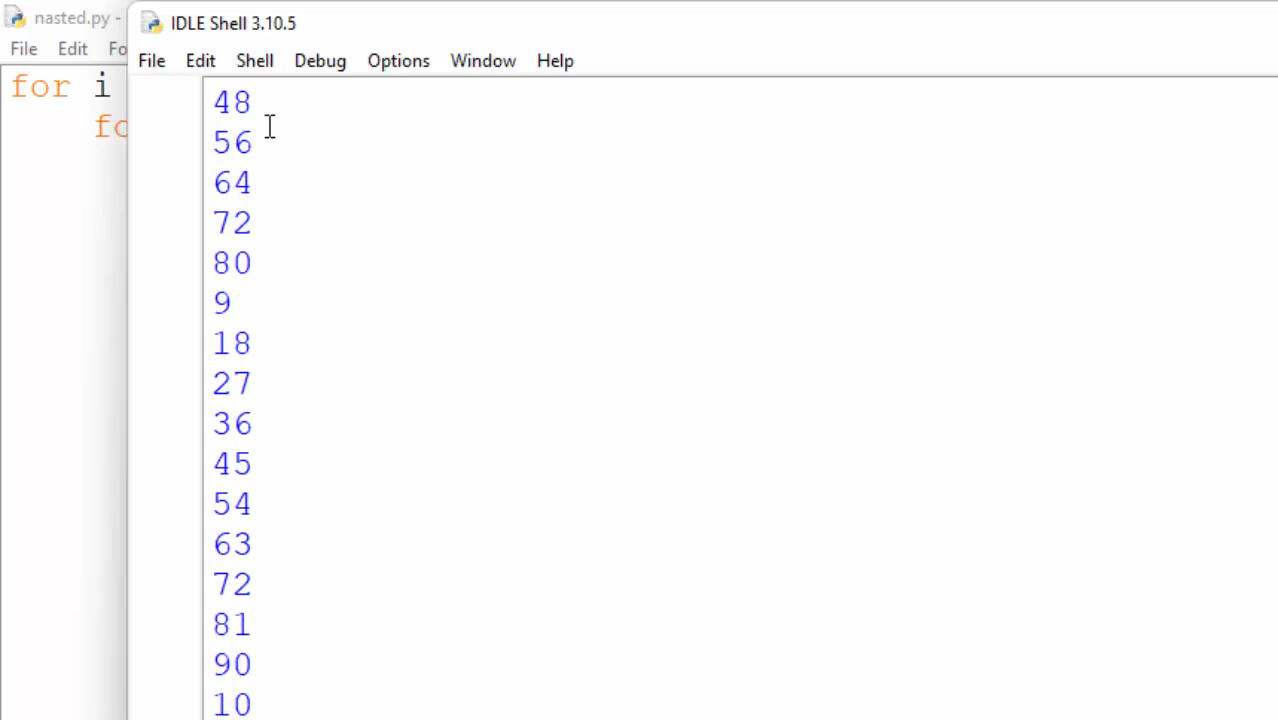 nasted.py -
File Edit Fo
for i
fo
IDLE Shell 3.10.5
File Edit Shell Debug Options Window Help
48
56
64
72
80
9
18
27
36
45
54
63
72
81
90
10